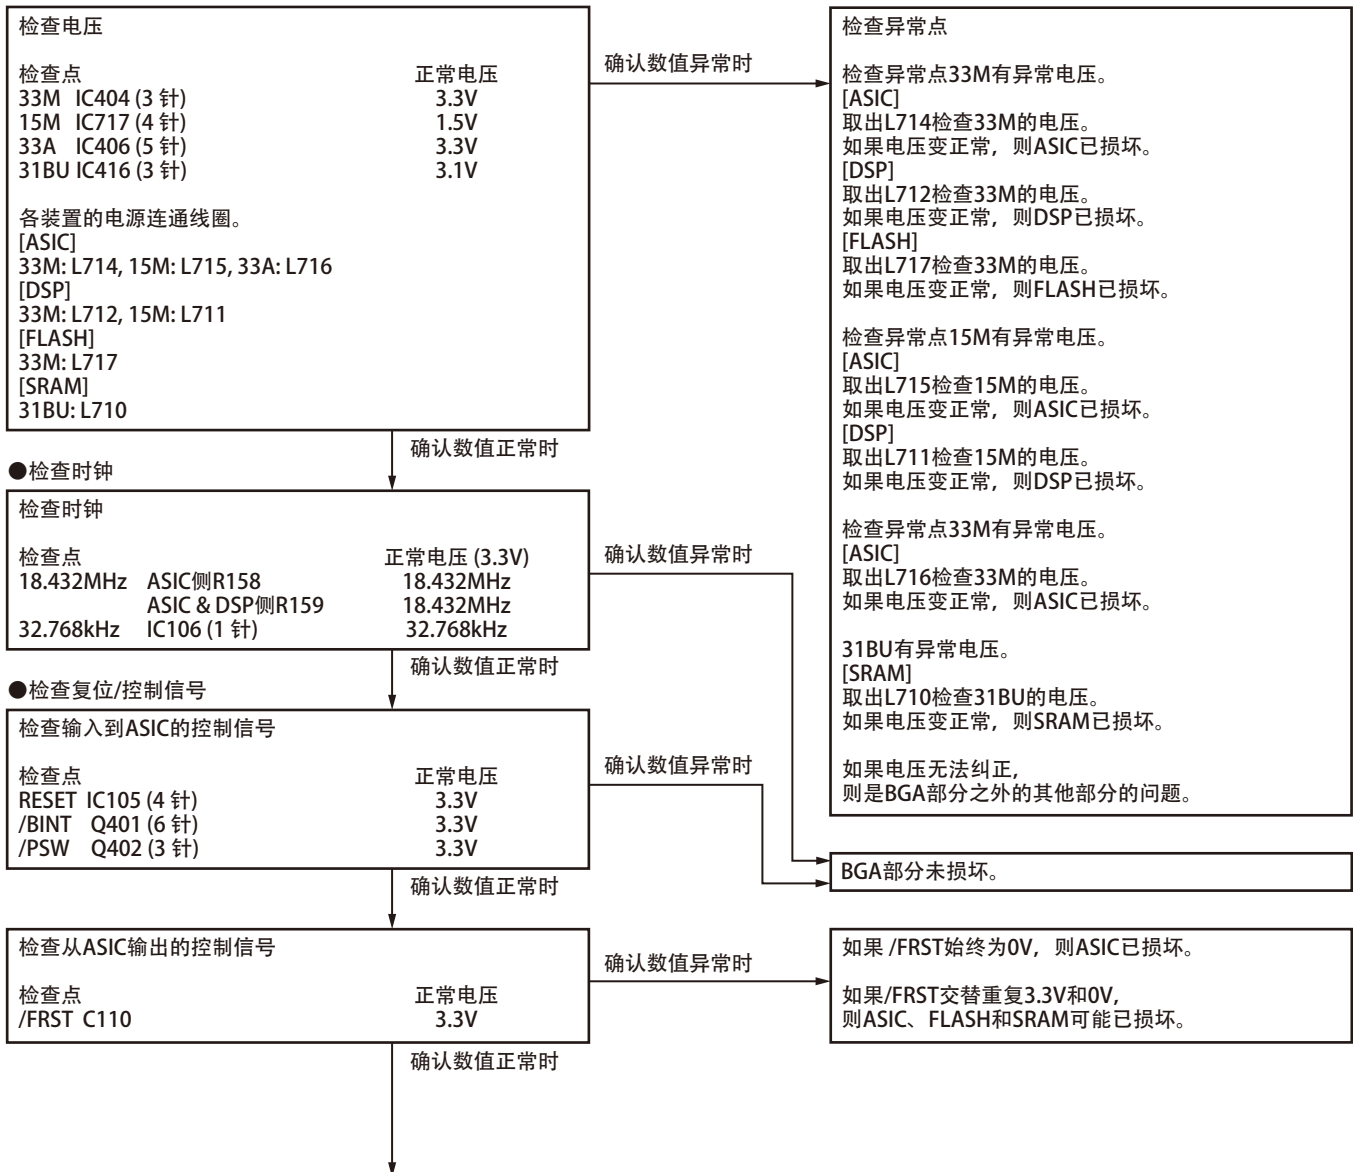 检查电压
检查点 正常电压
33M IC404 (3 针) 3.3V
15M IC717 (4 针) 1.5V
33A IC406 (5 针) 3.3V
31BU IC416 (3 针) 3.1V
各装置的电源连通线圈。
[ASIC]
33M: L714, 15M: L715, 33A: L716
[DSP]
33M: L712, 15M: L711
[FLASH]
33M: L717
[SRAM]
31BU: L710
确认数值异常时
检查异常点
检查异常点33M有异常电压。
[ASIC]
取出L714检查33M的电压。
如果电压变正常，则ASIC已损坏。
[DSP]
取出L712检查33M的电压。
如果电压变正常，则DSP已损坏。
[FLASH]
取出L717检查33M的电压。
如果电压变正常，则FLASH已损坏。
检查异常点15M有异常电压。
[ASIC]
取出L715检查15M的电压。
如果电压变正常，则ASIC已损坏。
[DSP]
取出L711检查15M的电压。
如果电压变正常，则DSP已损坏。
检查异常点33M有异常电压。
[ASIC]
取出L716检查33M的电压。
如果电压变正常，则ASIC已损坏。
31BU有异常电压。
[SRAM]
取出L710检查31BU的电压。
如果电压变正常，则SRAM已损坏。
如果电压无法纠正，
则是BGA部分之外的其他部分的问题。
确认数值正常时
●检查时钟
检查时钟
检查点 正常电压 (3.3V)
18.432MHz ASIC侧R158 18.432MHz
ASIC & DSP侧R159 18.432MHz
32.768kHz IC106 (1 针) 32.768kHz
确认数值异常时
确认数值正常时
●检查复位/控制信号
检查输入到ASIC的控制信号
检查点 正常电压
RESET IC105 (4 针) 3.3V
/BINT Q401 (6 针) 3.3V
/PSW Q402 (3 针) 3.3V
确认数值异常时
BGA部分未损坏。
确认数值正常时
检查从ASIC输出的控制信号
检查点 正常电压
/FRST C110 3.3V
确认数值异常时
如果 /FRST始终为0V，则ASIC已损坏。
如果/FRST交替重复3.3V和0V,
则ASIC、FLASH和SRAM可能已损坏。
确认数值正常时